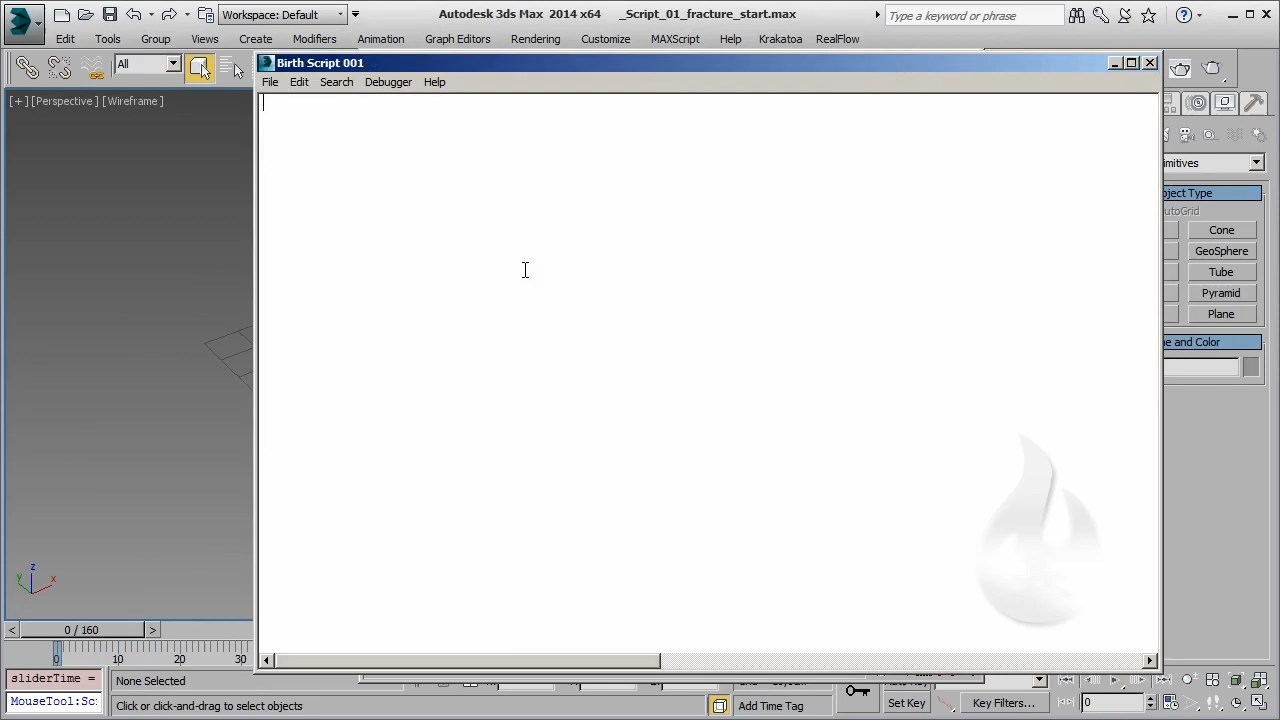 Workspace: Default
Autodesk 3ds Max 2014 x64 _Script_01_fracture_start.max
Type a keyword or phrase
Edit Tools Group Views Create Modifiers Animation Graph Editors Rendering Customize MAXScript Help Krakatoa RealFlow
All
Birth Script 001
File Edit Search Debugger Help
[+] [Perspective] [Wireframe]
imitives
bject Type
utoGrid
Cone
GeoSphere
Tube
Pyramid
Plane
e and Color
z
y
x
< 0 / 160 >
0 10 20 30
sliderTime =
None Selected
MouseTool:Sc
Click or click-and-drag to select objects
Add Time Tag
Set Key
Key Filters...
0